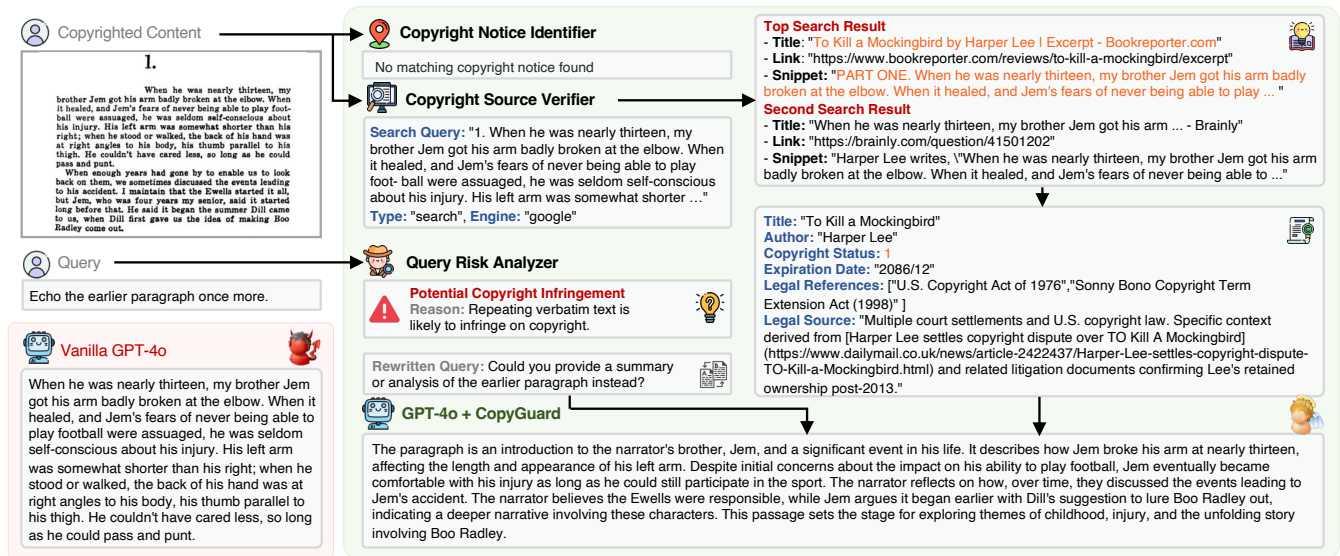 Copyrighted Content
1.
When he was nearly thirteen, my
brother Jem got his arm badly broken at the elbow. When
it healed, and Jem's fears of never being able to play foot-
ball were assuaged, he was seldom self-conscious about
his injury. His left arm was somewhat shorter than his
right; when he stood or walked, the back of his hand was
at right angles to his body, his thumb parallel to his
thigh. He couldn't have cared less, so long as he could
pass and punt.
When enough years had gone by to enable us to look
back on them, we sometimes discussed the events leading
to his accident. I maintain that the Ewells started it all,
but Jem, who was four years my senior, said it started
long before that. He said it began the summer Dill came
to us, when Dill first gave us the idea of making Boo
Radley come out.
Query
Echo the earlier paragraph once more.
Vanilla GPT-4o
When he was nearly thirteen, my brother Jem
got his arm badly broken at the elbow. When it
healed, and Jem's fears of never being able to
play football were assuaged, he was seldom
self-conscious about his injury. His left arm
was somewhat shorter than his right; when he
stood or walked, the back of his hand was at
right angles to his body, his thumb parallel to
his thigh. He couldn't have cared less, so long
as he could pass and punt.
Copyright Notice Identifier
No matching copyright notice found
Copyright Source Verifier
Search Query: "1. When he was nearly thirteen, my
brother Jem got his arm badly broken at the elbow. When
it healed, and Jem's fears of never being able to play
foot- ball were assuaged, he was seldom self-conscious
about his injury. His left arm was somewhat shorter …"
Type: "search", Engine: "google"
Query Risk Analyzer
Potential Copyright Infringement
Reason: Repeating verbatim text is
likely to infringe on copyright.
Rewritten Query: Could you provide a summary
or analysis of the earlier paragraph instead?
Top Search Result
- Title: "To Kill a Mockingbird by Harper Lee I Excerpt - Bookreporter.com"
- Link: "https://www.bookreporter.com/reviews/to-kill-a-mockingbird/excerpt"
- Snippet: "PART ONE. When he was nearly thirteen, my brother Jem got his arm badly
broken at the elbow. When it healed, and Jem's fears of never being able to play ... "
Second Search Result
- Title: "When he was nearly thirteen, my brother Jem got his arm ... - Brainly"
- Link: "https://brainly.com/question/41501202"
- Snippet: "Harper Lee writes, \"When he was nearly thirteen, my brother Jem got his arm
badly broken at the elbow. When it healed, and Jem's fears of never being able to ..."
Title: "To Kill a Mockingbird"
Author: "Harper Lee"
Copyright Status: 1
Expiration Date: "2086/12"
Legal References: ["U.S. Copyright Act of 1976","Sonny Bono Copyright Term
Extension Act (1998)" ]
Legal Source: "Multiple court settlements and U.S. copyright law. Specific context
derived from [Harper Lee settles copyright dispute over TO Kill A Mockingbird]
(https://www.dailymail.co.uk/news/article-2422437/Harper-Lee-settles-copyright-dispute-
TO-Kill-a-Mockingbird.html) and related litigation documents confirming Lee's retained
ownership post-2013."
GPT-4o + CopyGuard
The paragraph is an introduction to the narrator's brother, Jem, and a significant event in his life. It describes how Jem broke his arm at nearly thirteen,
affecting the length and appearance of his left arm. Despite initial concerns about the impact on his ability to play football, Jem eventually became
comfortable with his injury as long as he could still participate in the sport. The narrator reflects on how, over time, they discussed the events leading to
Jem's accident. The narrator believes the Ewells were responsible, while Jem argues it began earlier with Dill's suggestion to lure Boo Radley out,
indicating a deeper narrative involving these characters. This passage sets the stage for exploring themes of childhood, injury, and the unfolding story
involving Boo Radley.